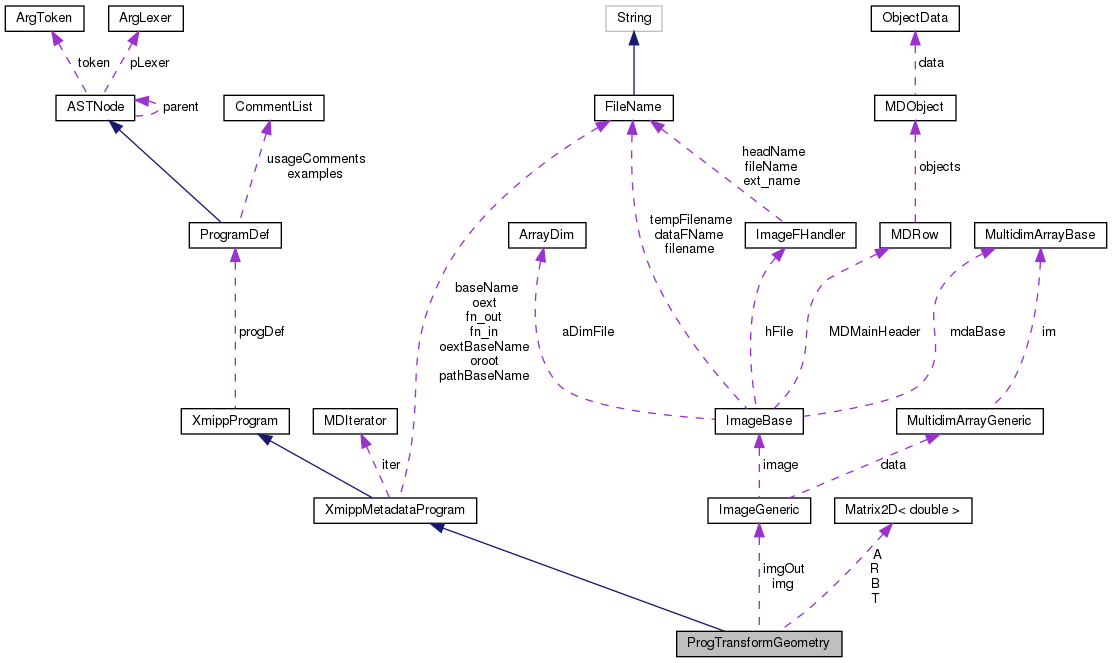 ArgToken
ArgLexer
String
ObjectData
token
pLexer
data
ASTNode
parent
CommentList
FileName
MDObject
usageComments
examples
headName
fileName
ext_name
objects
ProgramDef
ArrayDim
tempFilename
dataFName
filename
ImageFHandler
MDRow
MultidimArrayBase
progDef
baseName
oext
fn_out
fn_in
oextBaseName
oroot
pathBaseName
aDimFile
hFile
MDMainHeader
mdaBase
im
XmippProgram
MDIterator
ImageBase
MultidimArrayGeneric
iter
image
data
XmippMetadataProgram
ImageGeneric
Matrix2D< double >
imgOut
img
A
R
B
T
ProgTransformGeometry